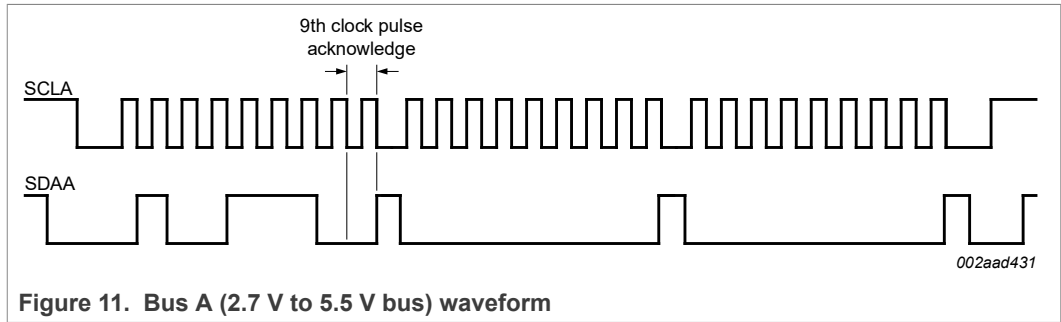 9th clock pulse
acknowledge
SCLA
SDAA
002aad431
Figure 11. Bus A (2.7 V to 5.5 V bus) waveform